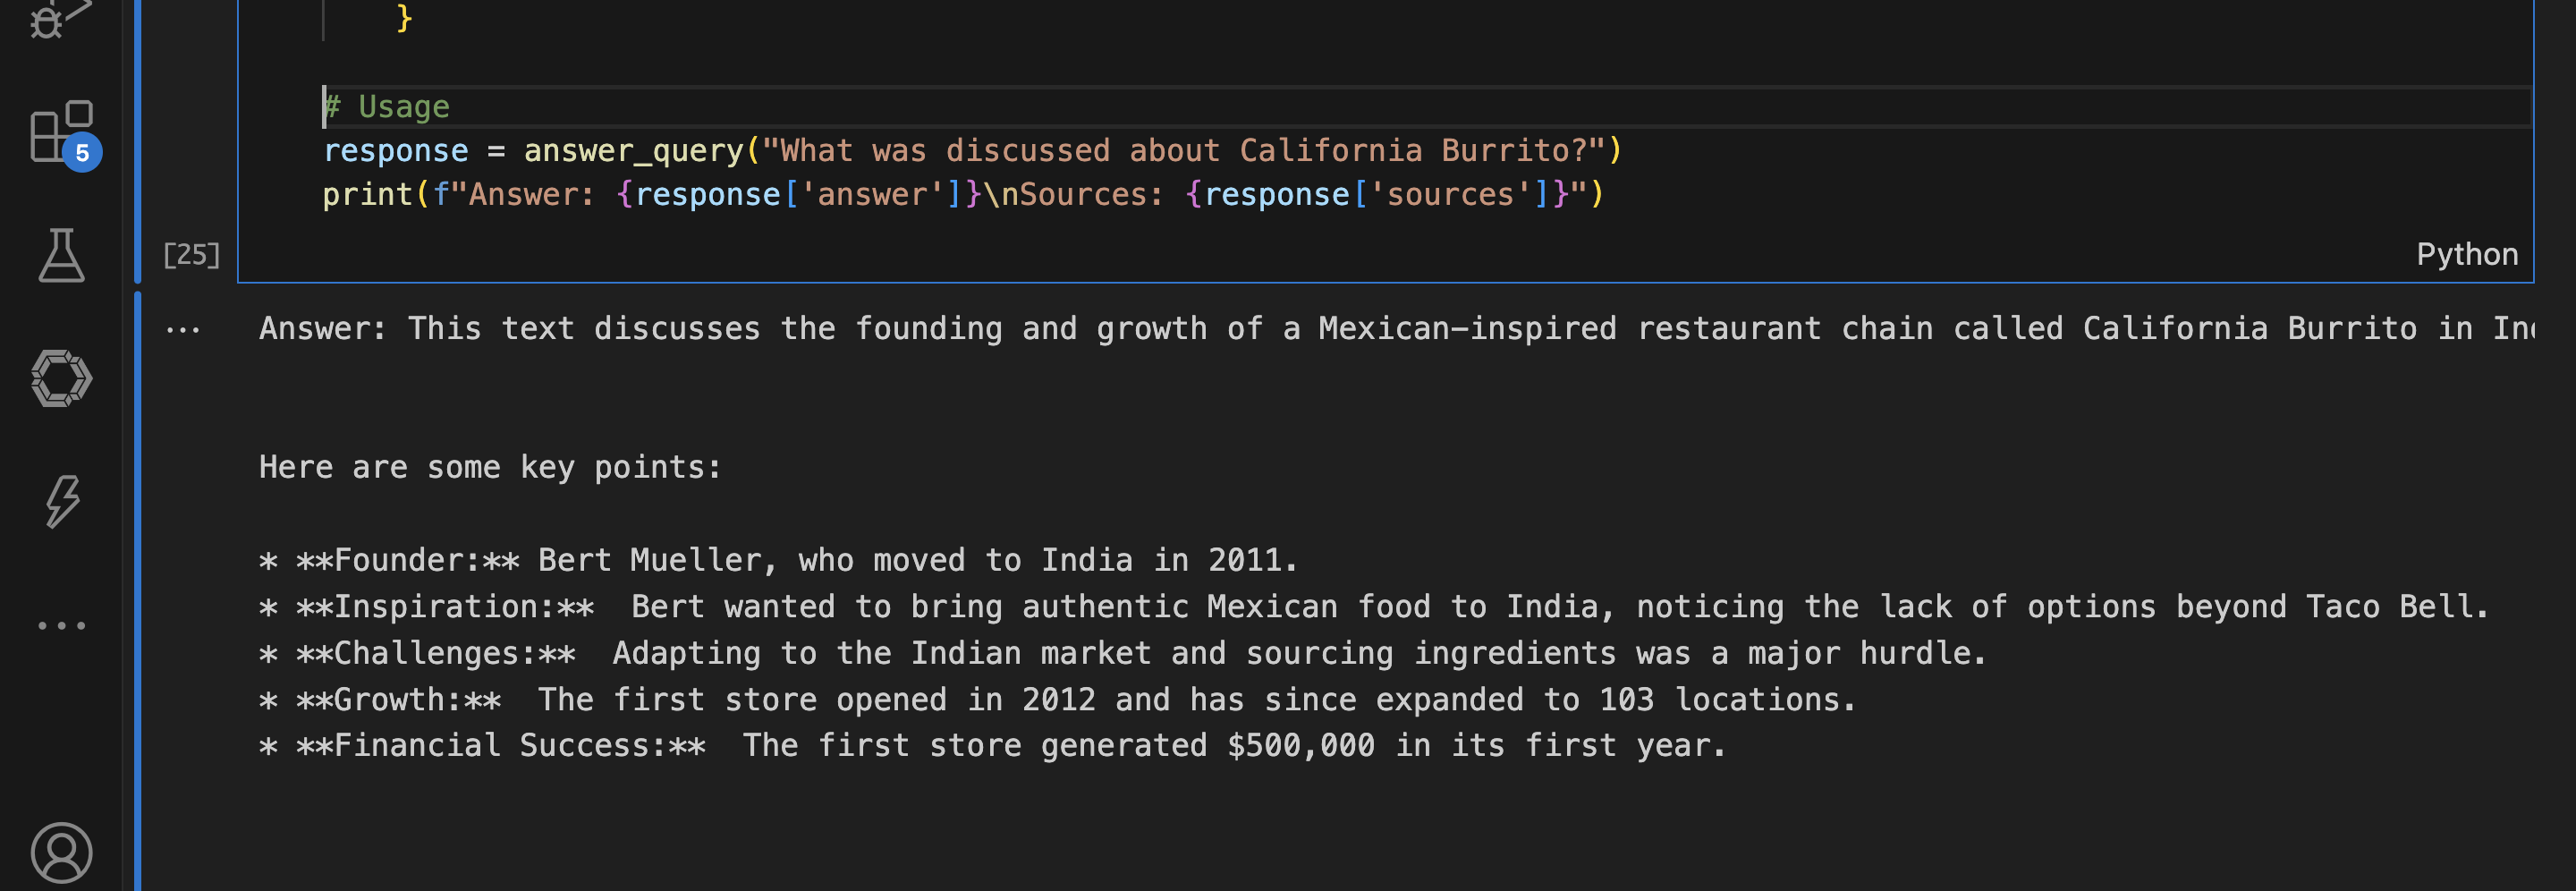 }
# Usage
response = answer_query("What was discussed about California Burrito?")
print(f"Answer: {response['answer']}\nSources: {response['sources']}")
5
[25]
Python
Answer: This text discusses the founding and growth of a Mexican-inspired restaurant chain called California Burrito in
Here are some key points:
* **Founder:** Bert Mueller, who moved to India in 2011.
* **Inspiration:**  Bert wanted to bring authentic Mexican food to India, noticing the lack of options beyond Taco Bell.
* **Challenges:**  Adapting to the Indian market and sourcing ingredients was a major hurdle.
* **Growth:**  The first store opened in 2012 and has since expanded to 103 locations.
* **Financial Success:**  The first store generated $500,000 in its first year.